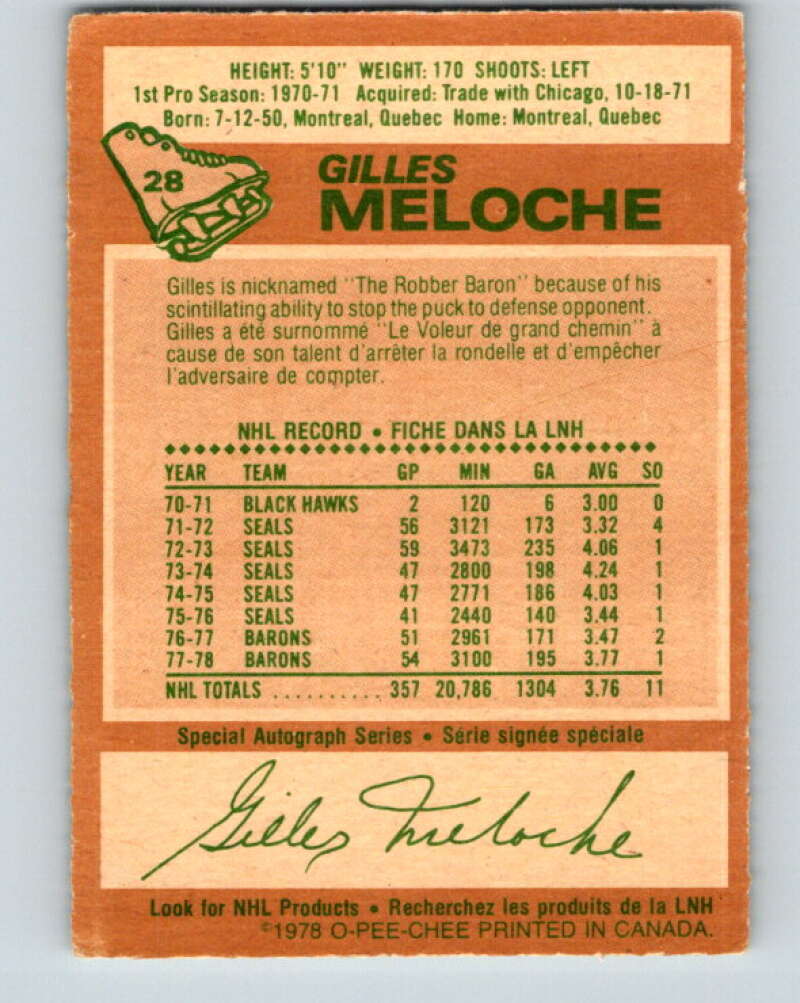 HEIGHT: 5'10" WEIGHT: 170 SHOOTS: LEFT
1st Pro Season: 1970-71 Acquired: Trade with Chicago, 10-18-71
Born: 7-12-50, Montreal, Quebec Home: Montreal, Quebec
28
GILLES
MELOCHE
Gilles is nicknamed "The Robber Baron" because of his
scintillating ability to stop the puck to defense opponent.
Gilles a été surnommé "Le Voleur de grand chemin" à
cause de son talent d'arrêter la rondelle et d'empêcher
l'adversaire de compter.
NHL RECORD • FICHE DANS LA LNH
YEAR TEAM GP MIN GA AVG SO
70-71 BLACK HAWKS 2 120 6 3.00 0
71-72 SEALS 56 3121 173 3.32 4
72-73 SEALS 59 3473 235 4.06 1
73-74 SEALS 47 2800 198 4.24 1
74-75 SEALS 47 2771 186 4.03 1
75-76 SEALS 41 2440 140 3.44 1
76-77 BARONS 51 2961 171 3.47 2
77-78 BARONS 54 3100 195 3.77 1
NHL TOTALS .......... 357 20,786 1304 3.76 11
Special Autograph Series • Série signée spéciale
Gilles Meloche
Look for NHL Products • Recherchez les produits de la LNH
©1978 O-PEE-CHEE PRINTED IN CANADA.